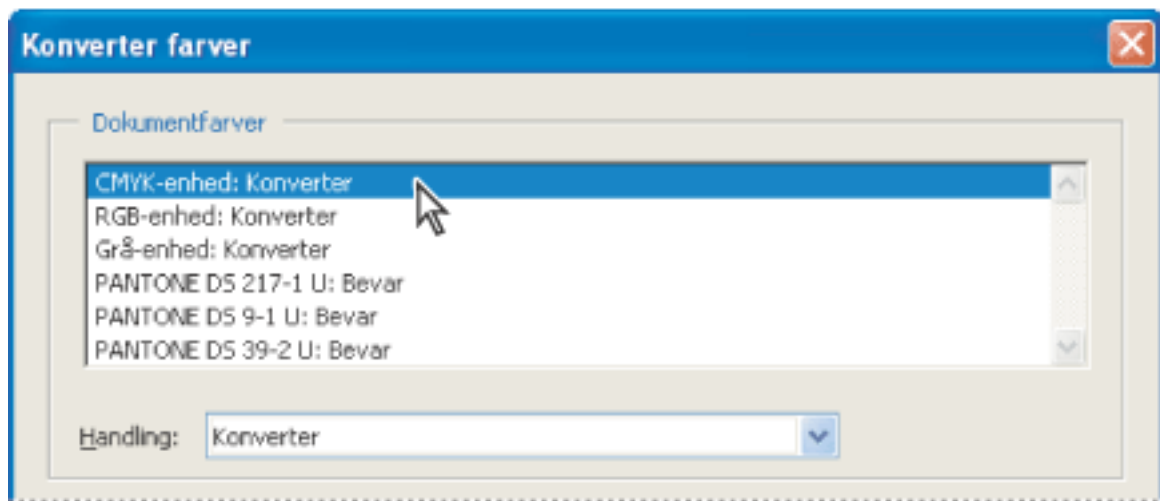 Konverter farver
Dokumentfarver
CMYK-enhed: Konverter
RGB-enhed: Konverter
Grå-enhed: Konverter
PANTONE DS 217-1 U: Bevar
PANTONE DS 9-1 U: Bevar
PANTONE DS 39-2 U: Bevar
Handling: Konverter